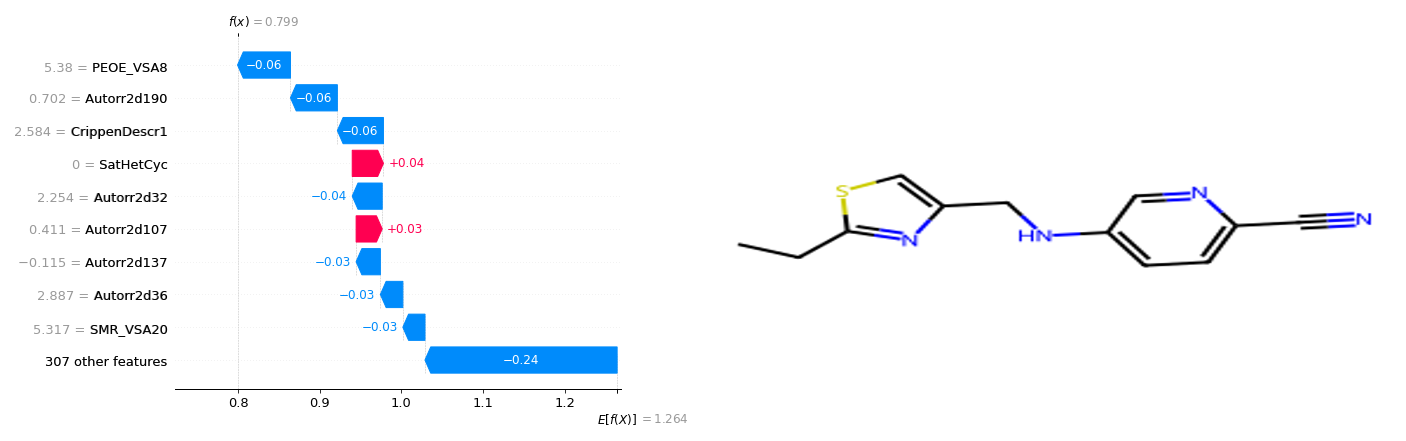 f(x) = 0.799
5.38 = PEOE_VSA8 −0.06
0.702 = Autorr2d190 −0.06
2.584 = CrippenDescr1 −0.06
0 = SatHetCyc +0.04
2.254 = Autorr2d32 −0.04
0.411 = Autorr2d107 +0.03
−0.115 = Autorr2d137 −0.03
2.887 = Autorr2d36 −0.03
5.317 = SMR_VSA20 −0.03
307 other features −0.24
0.8 0.9 1.0 1.1 1.2
E[f(X)] = 1.264
S
N
HN
N
N